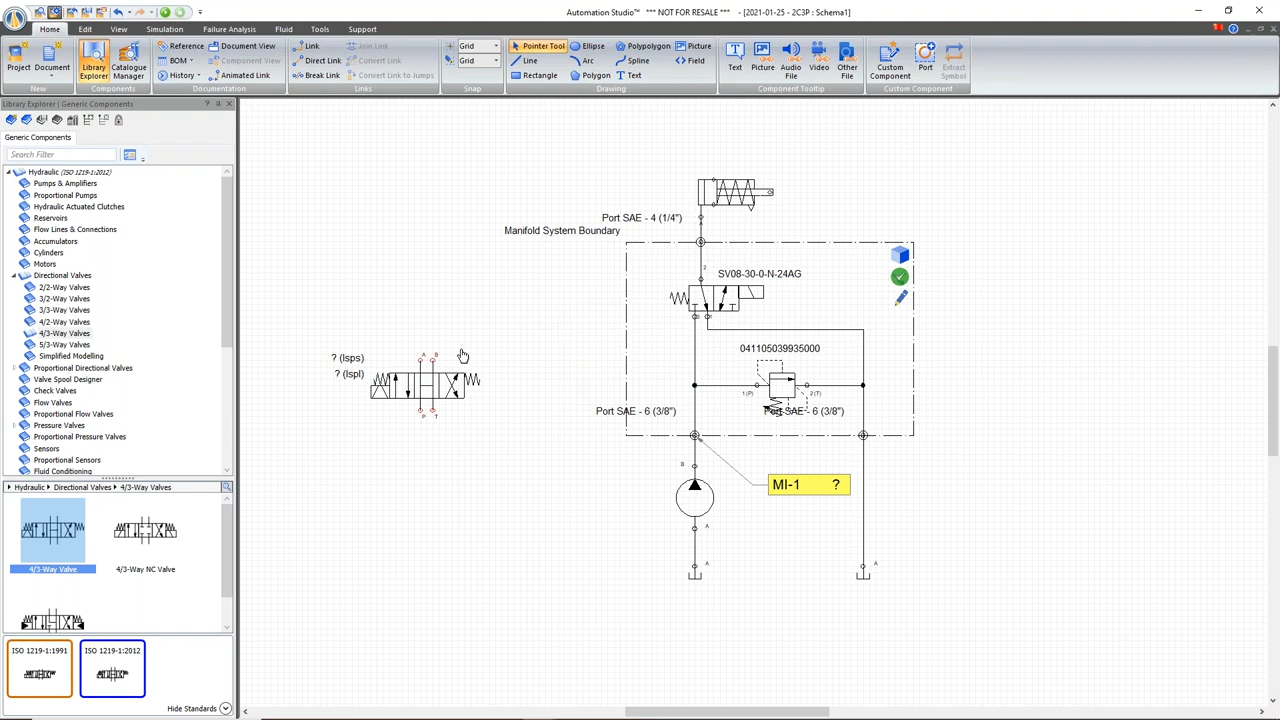 Automation Studio™ *** NOT FOR RESALE *** - [2021-01-25 - 2C3P : Schema1]
Home Edit View Simulation Failure Analysis Fluid Tools Support
Project Document
New
Library Explorer Catalogue Manager
Components
Reference Document View
BOM Component View
History Animated Link
Documentation
Link Join Link
Direct Link Convert Link
Break Link Convert Link to Jumps
Links
Grid
Grid
Snap
Pointer Tool Ellipse Polypolygon Picture
Line Arc Spline Field
Rectangle Polygon Text
Drawing
Text Picture Audio File Video Other File
Component Tooltip
Custom Component Port Extract Symbol
Custom Component
Library Explorer | Generic Components
Generic Components
Search Filter
Hydraulic (ISO 1219-1:2012)
Pumps & Amplifiers
Proportional Pumps
Hydraulic Actuated Clutches
Reservoirs
Flow Lines & Connections
Accumulators
Cylinders
Motors
Directional Valves
2/2-Way Valves
3/2-Way Valves
3/3-Way Valves
4/2-Way Valves
4/3-Way Valves
5/3-Way Valves
Simplified Modelling
Proportional Directional Valves
Valve Spool Designer
Check Valves
Flow Valves
Proportional Flow Valves
Pressure Valves
Proportional Pressure Valves
Sensors
Proportional Sensors
Fluid Conditioning
Hydraulic Directional Valves 4/3-Way Valves
4/3-Way Valve 4/3-Way NC Valve
ISO 1219-1:1991 ISO 1219-1:2012
Hide Standards
Port SAE - 4 (1/4")
Manifold System Boundary
2
SV08-30-0-N-24AG
041105039935000
1 (P) 2 (T)
Port SAE - 6 (3/8") Port SAE - 6 (3/8")
? (lsps)
? (lspl)
A B
P T
B
MI-1 ?
A
A A